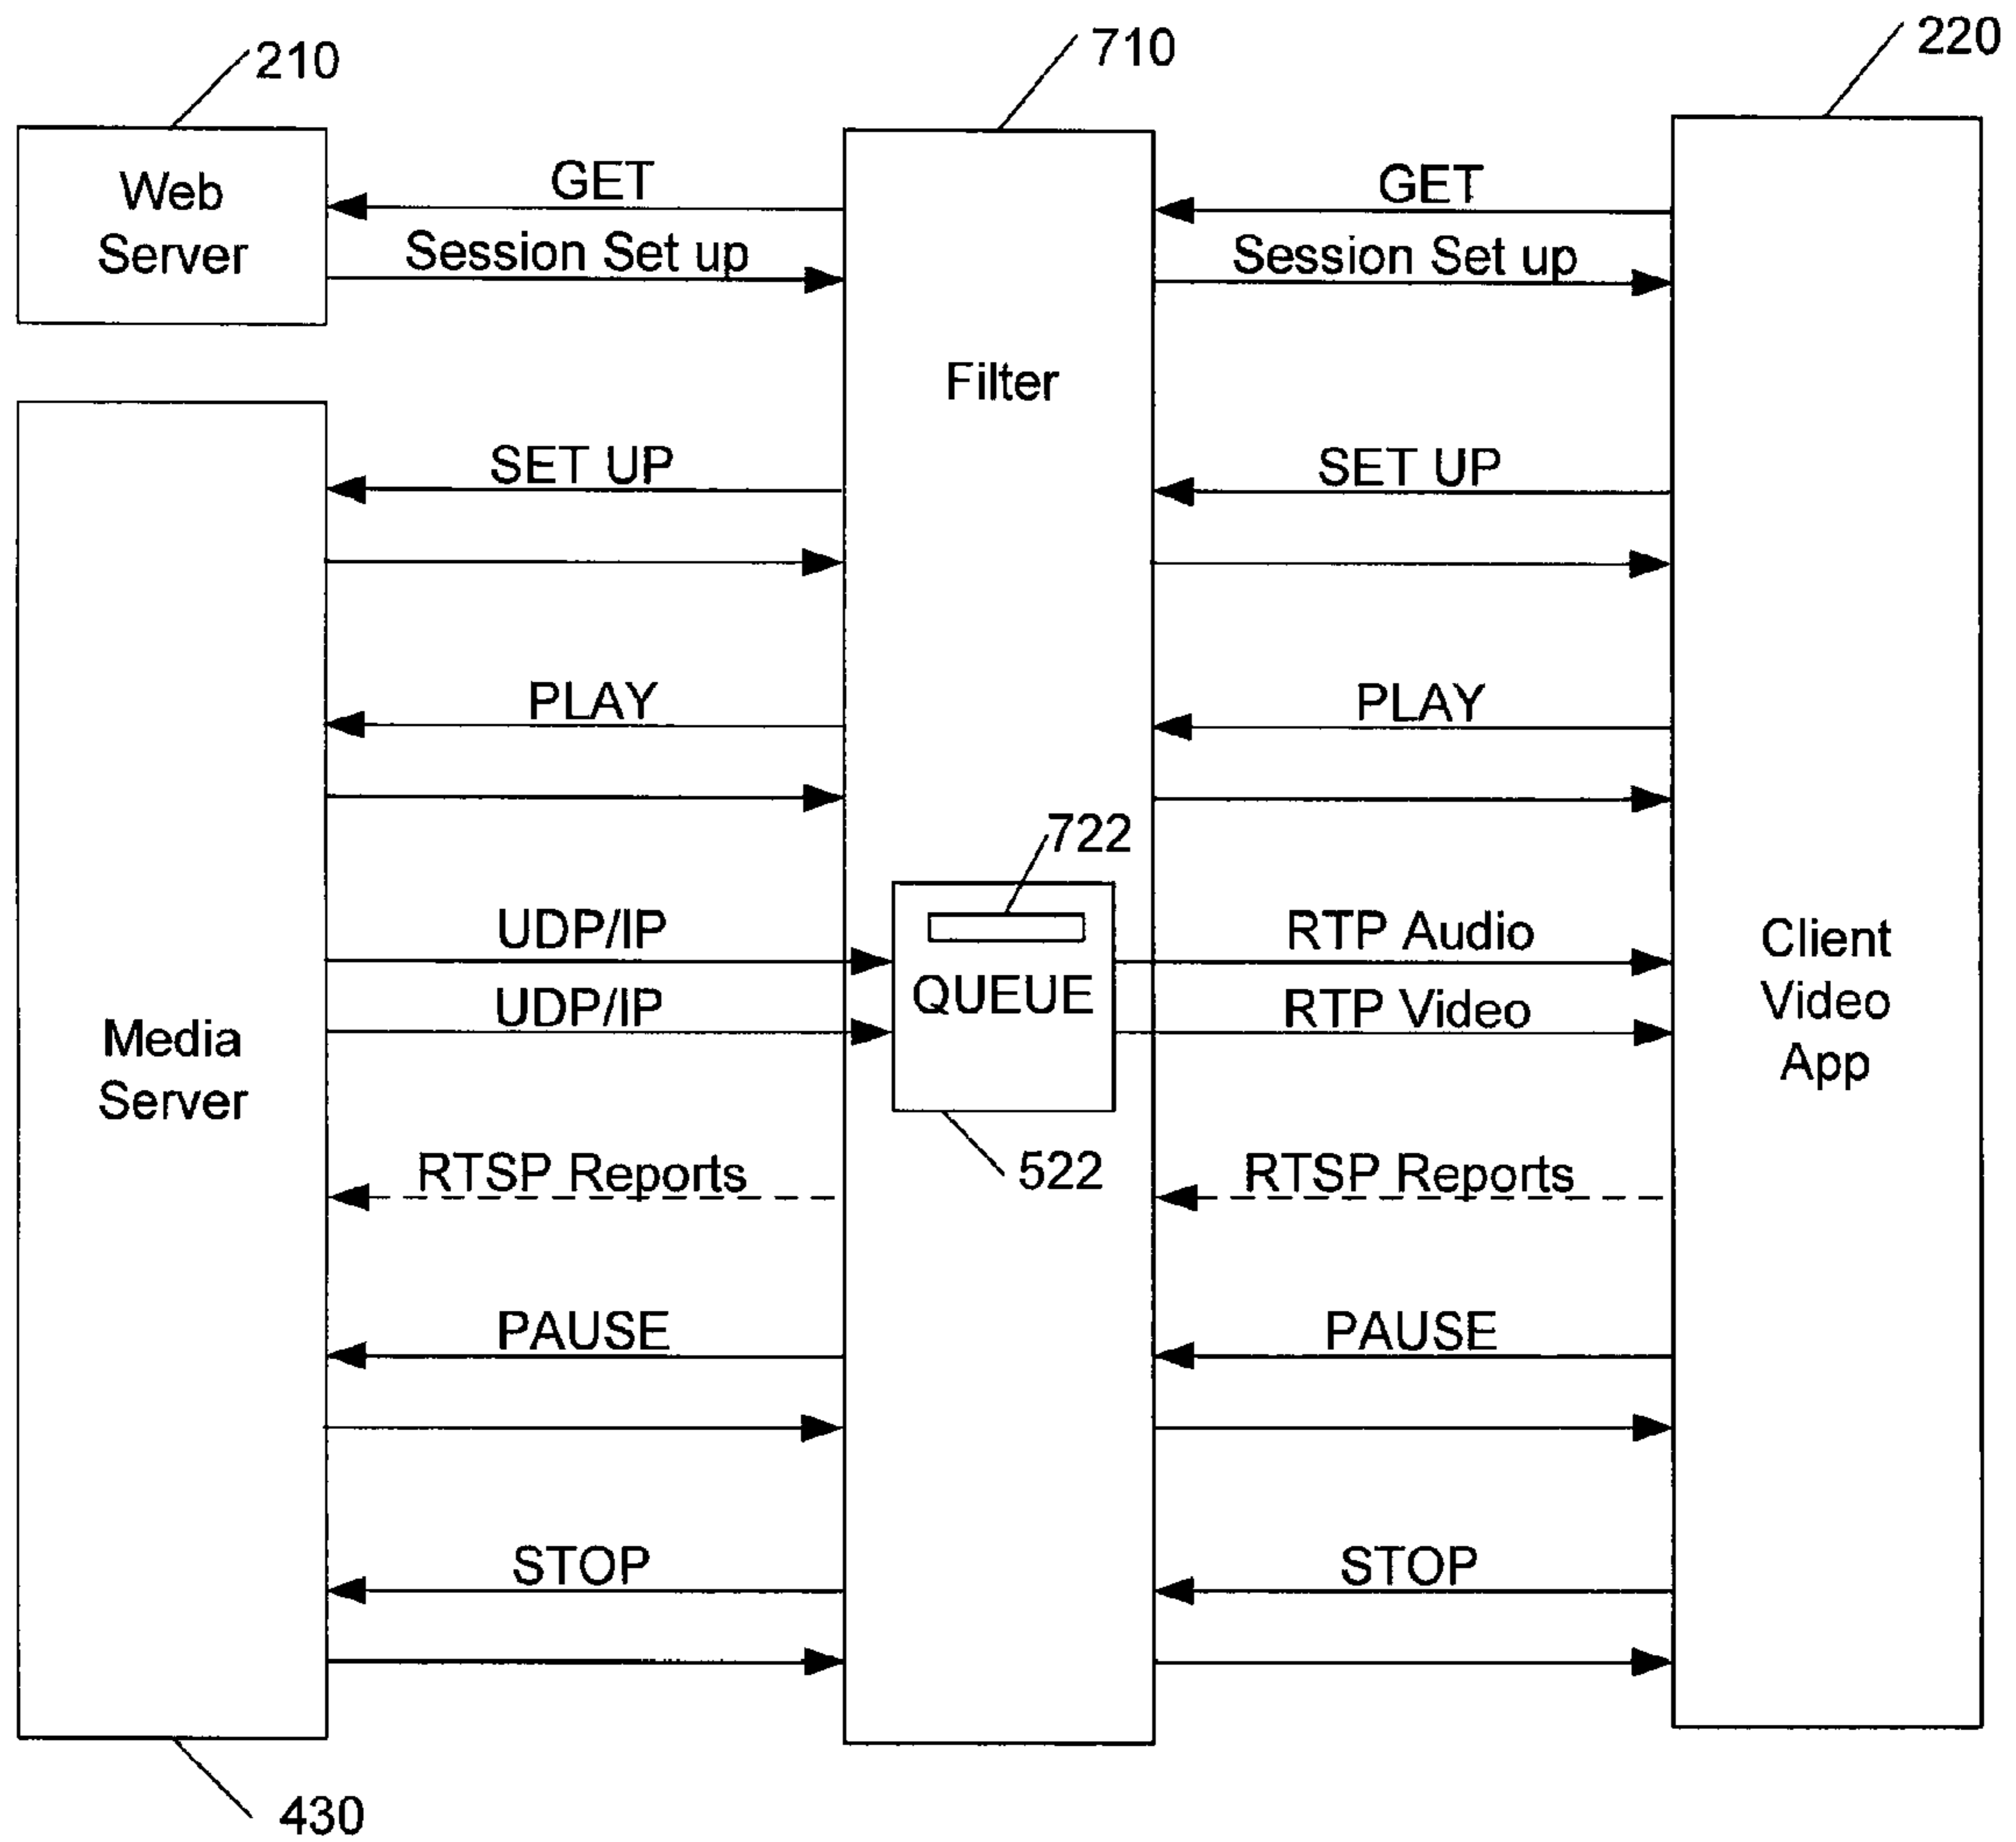 210
710
220
Web
Server
GET
GET
Session Set up
Session Set up
Filter
SET UP
SET UP
PLAY
PLAY
722
UDP/IP
QUEUE
RTP Audio
UDP/IP
RTP Video
Media
Server
Client
Video
App
522
RTSP Reports
RTSP Reports
PAUSE
PAUSE
STOP
STOP
430